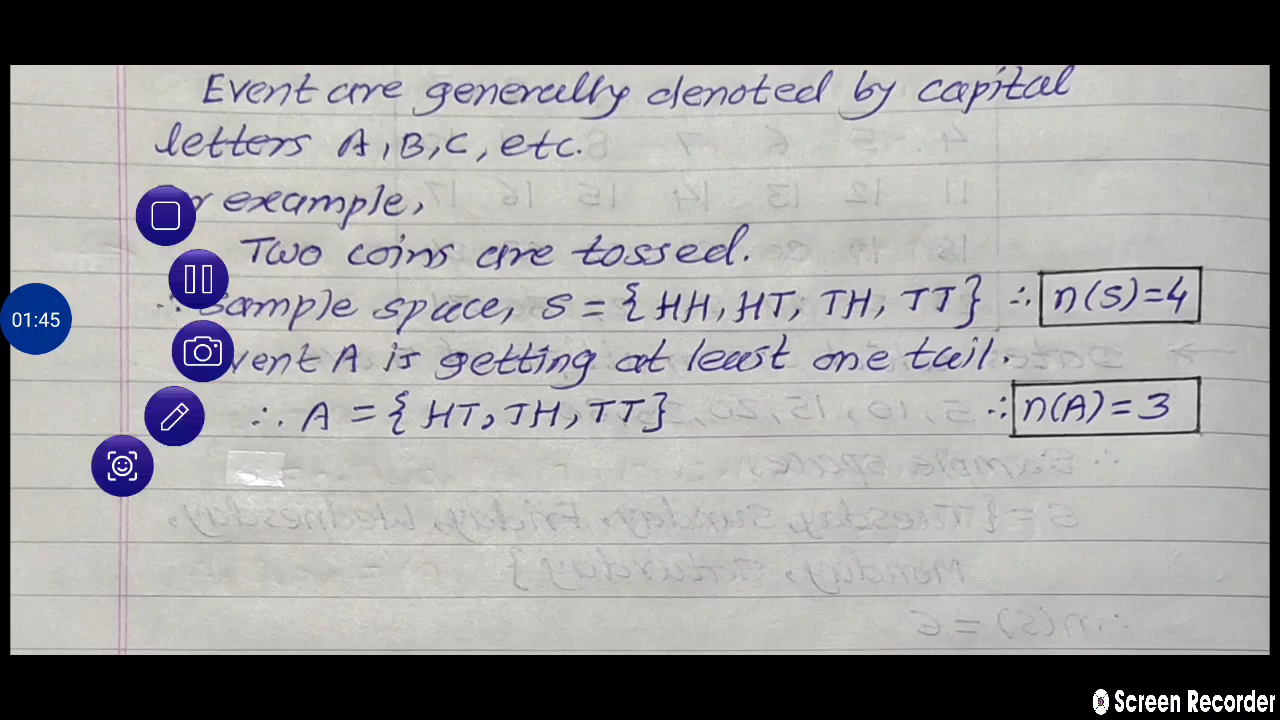 Event are generally denoted by capital
letters A, B, C, etc.
r example,
Two coins are tossed.
∴ Sample space, S = {HH, HT, TH, TT} ∴ n(S)=4
vent A is getting at least one tail.
∴ A = {HT, TH, TT} ∴ n(A)=3
01:45
Screen Recorder